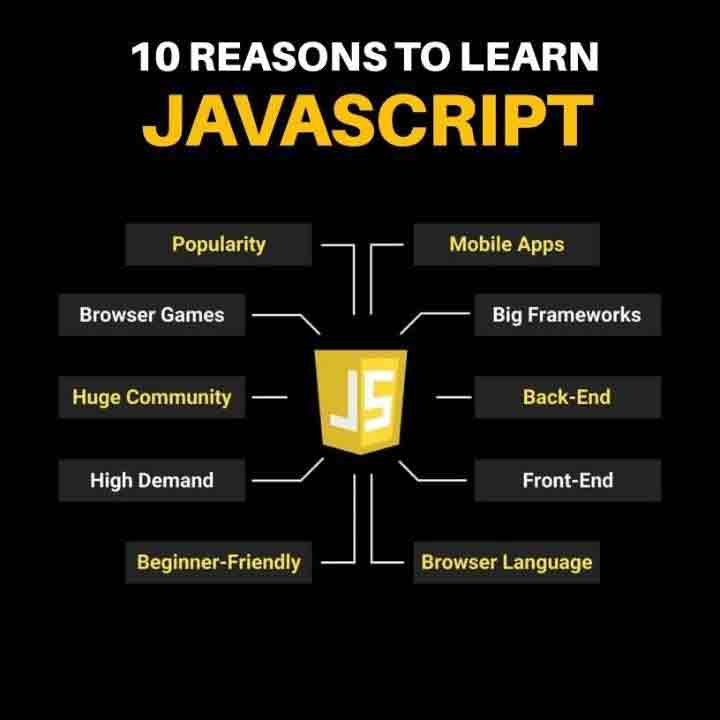 10 REASONS TO LEARN
JAVASCRIPT
Popularity
Mobile Apps
Browser Games
Big Frameworks
JS
Huge Community
Back-End
High Demand
Front-End
Beginner-Friendly
Browser Language